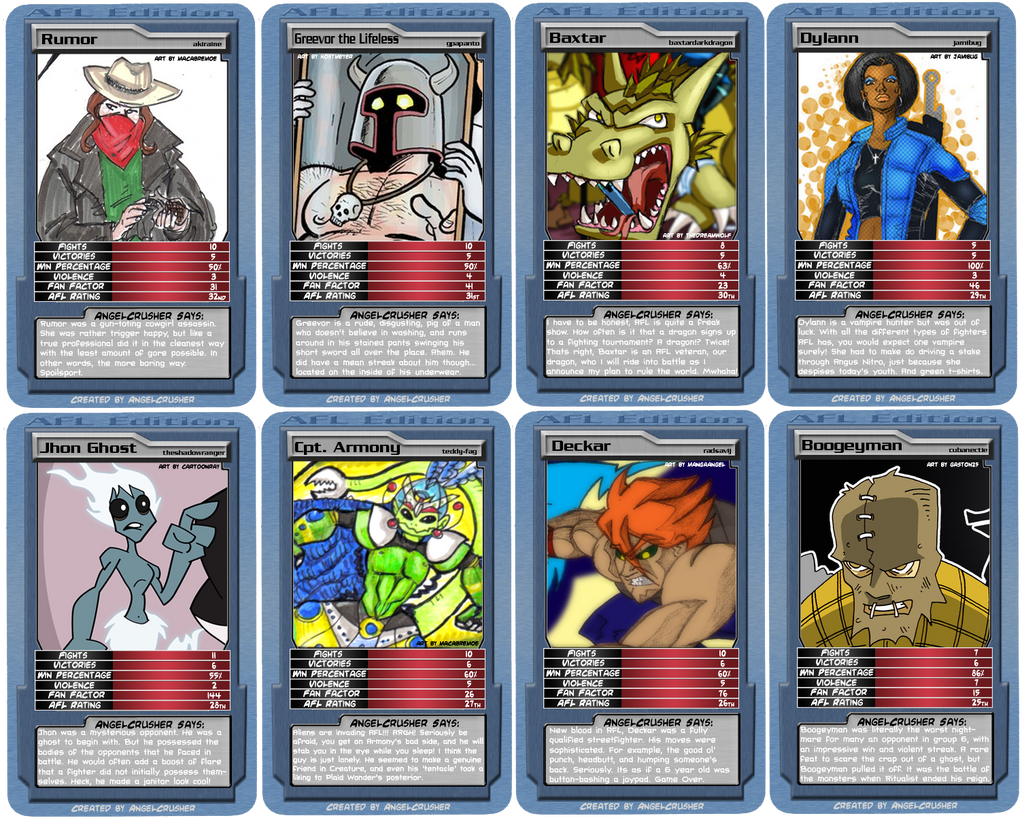 AFL Edition
Rumor
akiraine
ART BY MACABREMOE
FIGHTS 10
VICTORIES 5
WIN PERCENTAGE 50%
VIOLENCE 3
FAN FACTOR 31
AFL RATING 32ND
ANGEL-CRUSHER SAYS:
Rumor was a gun-toting cowgirl assassin.
She was rather trigger happy, but like a
true professional did it in the cleanest way
with the least amount of gore possible. In
other words, the more boring way.
Spoilsport.
CREATED BY ANGEL-CRUSHER
AFL Edition
Greevor the Lifeless
gpapanto
ART BY KOSTMEYER
FIGHTS 10
VICTORIES 5
WIN PERCENTAGE 50%
VIOLENCE 4
FAN FACTOR 41
AFL RATING 31ST
ANGEL-CRUSHER SAYS:
Greevor is a rude, disgusting, pig of a man
who doesn't believe in washing, and runs
around in his stained pants swinging his
short sword all over the place. Ahem. He
did have a mean streak about him though...
located on the inside of his underwear.
CREATED BY ANGEL-CRUSHER
AFL Edition
Baxtar
baxtardarkdragon
ART BY THEDREAMWOLF
FIGHTS 8
VICTORIES 5
WIN PERCENTAGE 63%
VIOLENCE 4
FAN FACTOR 23
AFL RATING 30TH
ANGEL-CRUSHER SAYS:
I have to be honest, AFL is quite a freak
show. How often is it that a dragon signs up
to a fighting tournament? A dragon!? Twice!
Thats right, Baxtar is an AFL veteran, our
dragon, who I will ride into battle as I
announce my plan to rule the world. Mwhaha!
CREATED BY ANGEL-CRUSHER
AFL Edition
Dylann
jamibug
ART BY JAMIBUG
FIGHTS 5
VICTORIES 5
WIN PERCENTAGE 100%
VIOLENCE 3
FAN FACTOR 46
AFL RATING 29TH
ANGEL-CRUSHER SAYS:
Dylann is a vampire hunter but was out of
luck. With all the different types of fighters
AFL has, you would expect one vampire
surely! She had to make do driving a stake
through Angus Nitro, just because she
despises today's youth. And green t-shirts.
CREATED BY ANGEL-CRUSHER
AFL Edition
Jhon Ghost
theshadowranger
ART BY CARTOONRAY
FIGHTS 11
VICTORIES 6
WIN PERCENTAGE 55%
VIOLENCE 2
FAN FACTOR 144
AFL RATING 28TH
ANGEL-CRUSHER SAYS:
Jhon was a mysterious opponent. He was a
ghost to begin with. But he possessed the
bodies of the opponents that he faced in
battle. He would often add a boost of flare
that a fighter did not initially possess them-
selves. Heck, he made a janitor look cool!
CREATED BY ANGEL-CRUSHER
AFL Edition
Cpt. Armony
teddy-fag
ART BY MACABREMOE
FIGHTS 10
VICTORIES 6
WIN PERCENTAGE 60%
VIOLENCE 5
FAN FACTOR 26
AFL RATING 27TH
ANGEL-CRUSHER SAYS:
Aliens are invading AFL!!! ARGH! Seriously be
afraid, you get on Armony's bad side, and he will
stab you in the eye while you sleep! I think the
guy is just lonely. He seemed to make a genuine
friend in Creature, and even his 'tentacle' took a
liking to Plaid Wonder's posterior.
CREATED BY ANGEL-CRUSHER
AFL Edition
Deckar
radsavij
ART BY MANGRANGEL
FIGHTS 10
VICTORIES 6
WIN PERCENTAGE 60%
VIOLENCE 5
FAN FACTOR 76
AFL RATING 26TH
ANGEL-CRUSHER SAYS:
New blood in AFL, Deckar was a fully
qualified streetfighter. His moves were
sophisticated. For example, the good ol'
punch, headbutt, and humping someone's
back. Seriously. Its as if a 6 year old was
button-bashing a joypad. Game Over.
CREATED BY ANGEL-CRUSHER
AFL Edition
Boogeyman
cubanectie
ART BY GASTON29
FIGHTS 7
VICTORIES 6
WIN PERCENTAGE 86%
VIOLENCE 7
FAN FACTOR 15
AFL RATING 25TH
ANGEL-CRUSHER SAYS:
Boogeyman was literally the worst night-
mare for many an opponent in group 6, with
an impressive win and violent streak. A rare
feat to scare the crap out of a ghost, but
Boogeyman pulled it off. It was the battle of
the monsters when Ritualist ended his reign.
CREATED BY ANGEL-CRUSHER